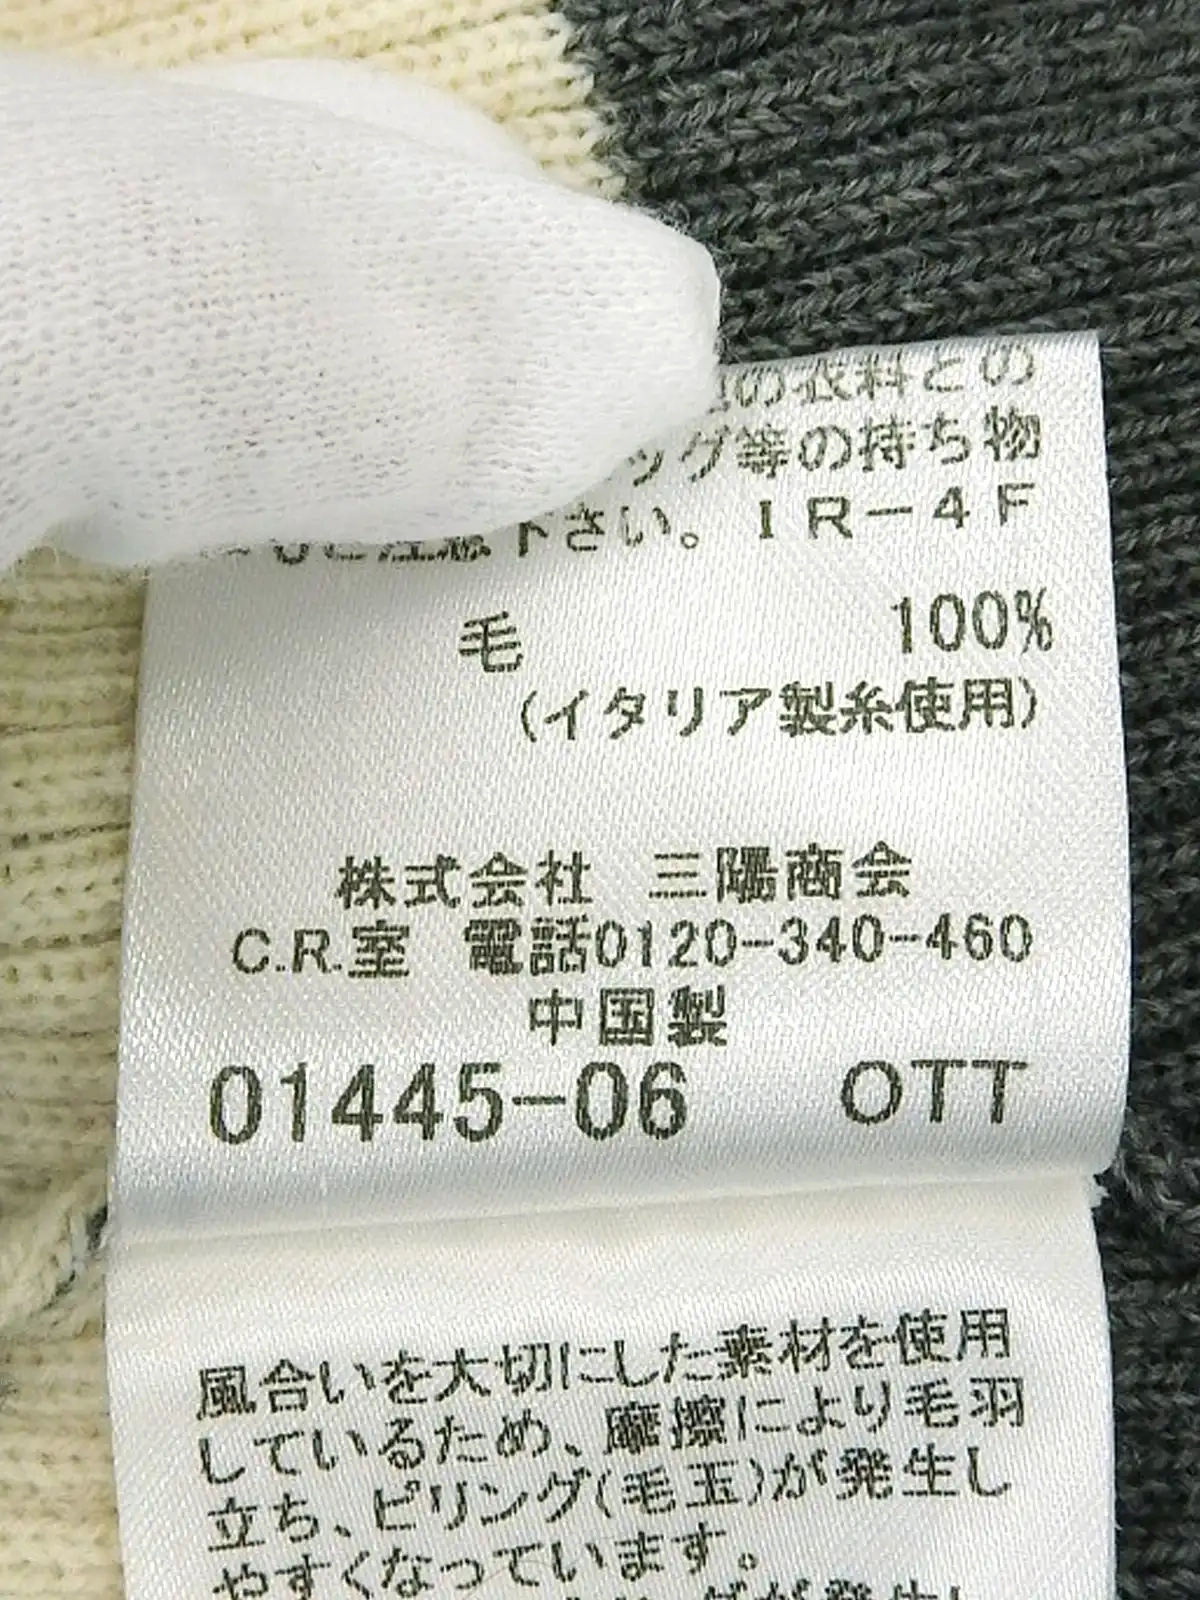 の衣料との
ッグ等の持ち物
下さい。IR-4F
毛 100%
(イタリア製糸使用)
株式会社 三陽商会
C.R.室 電話0120-340-460
中国製
01445-06 OTT
風合いを大切にした素材を使用
しているため、摩擦により毛羽
立ち、ピリング(毛玉)が発生し
やすくなっています。
が発生し